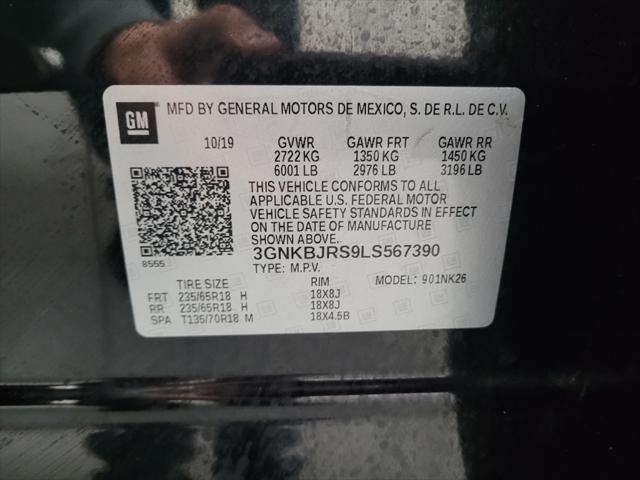 GM
MFD BY GENERAL MOTORS DE MEXICO, S. DE R.L. DE C.V.
10/19 GVWR GAWR FRT GAWR RR
2722 KG 1350 KG 1450 KG
6001 LB 2976 LB 3196 LB
THIS VEHICLE CONFORMS TO ALL
APPLICABLE U.S. FEDERAL MOTOR
VEHICLE SAFETY STANDARDS IN EFFECT
ON THE DATE OF MANUFACTURE
SHOWN ABOVE.
8555 3GNKBJRS9LS567390
TYPE: M.P.V.
TIRE SIZE RIM MODEL: 901NK26
FRT 235/65R18 H 18X8J
RR 235/65R18 H 18X8J
SPA T135/70R18 M 18X4.5B